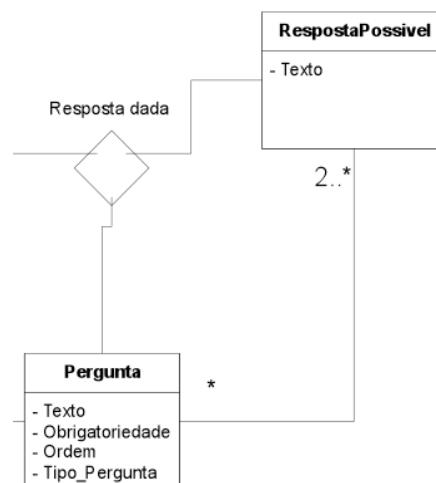 RespostaPossivel
- Texto
Resposta dada
2..*
Pergunta
*
- Texto
- Obrigatoriedade
- Ordem
- Tipo_Pergunta